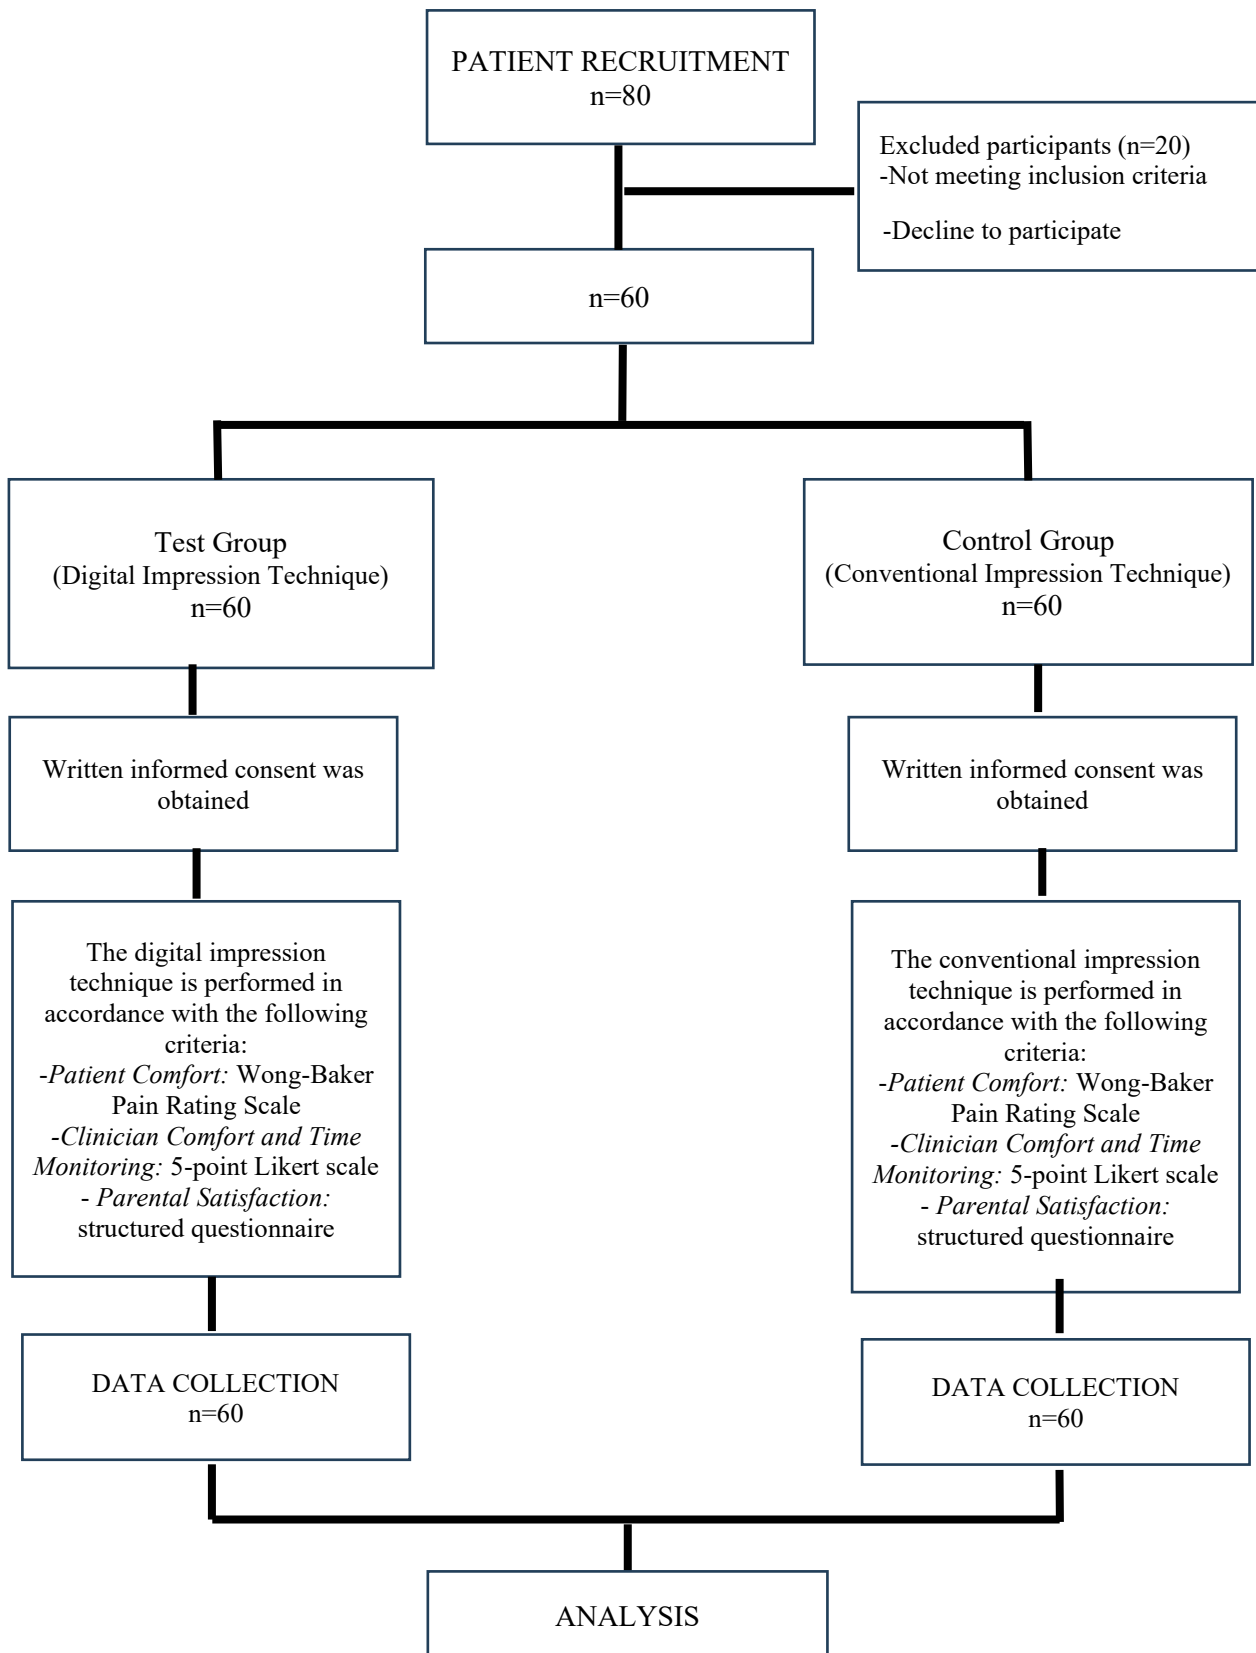 PATIENT RECRUITMENT
n=80
Excluded participants (n=20)
-Not meeting inclusion criteria
-Decline to participate
n=60
Test Group
(Digital Impression Technique)
n=60
Control Group
(Conventional Impression Technique)
n=60
Written informed consent was
obtained
Written informed consent was
obtained
The digital impression
technique is performed in
accordance with the following
criteria:
-Patient Comfort: Wong-Baker
Pain Rating Scale
-Clinician Comfort and Time
Monitoring: 5-point Likert scale
- Parental Satisfaction:
structured questionnaire
The conventional impression
technique is performed in
accordance with the following
criteria:
-Patient Comfort: Wong-Baker
Pain Rating Scale
-Clinician Comfort and Time
Monitoring: 5-point Likert scale
- Parental Satisfaction:
structured questionnaire
DATA COLLECTION
n=60
DATA COLLECTION
n=60
ANALYSIS